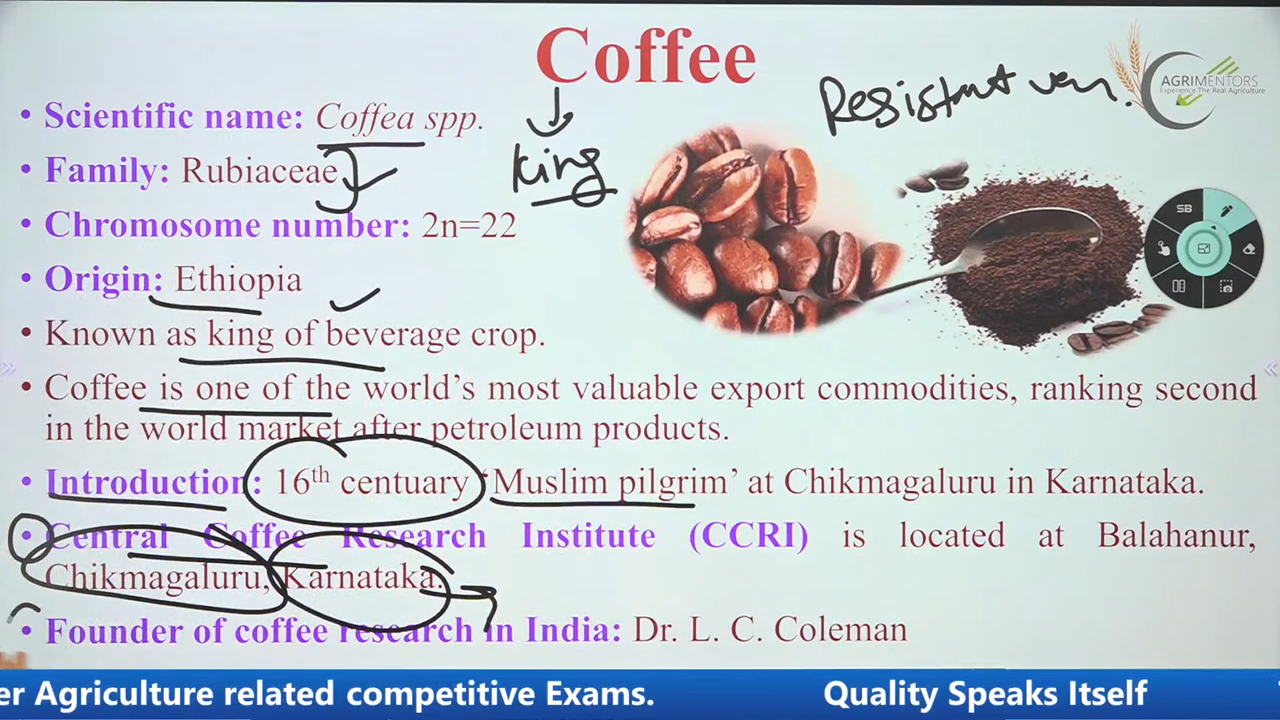 Coffee
Resistant
AGRIMENTORS
Experience The Real Agriculture
• Scientific name: Coffea spp.
king
• Family: Rubiaceae
SB
• Chromosome number: 2n=22
• Origin: Ethiopia
• Known as king of beverage crop.
• Coffee is one of the world's most valuable export commodities, ranking second
in the world market after petroleum products.
• Introduction: 16th centuary 'Muslim pilgrim' at Chikmagaluru in Karnataka.
• Central Coffee Research Institute (CCRI) is located at Balahanur,
Chikmagaluru, Karnataka.
• Founder of coffee research in India: Dr. L. C. Coleman
er Agriculture related competitive Exams. Quality Speaks Itself